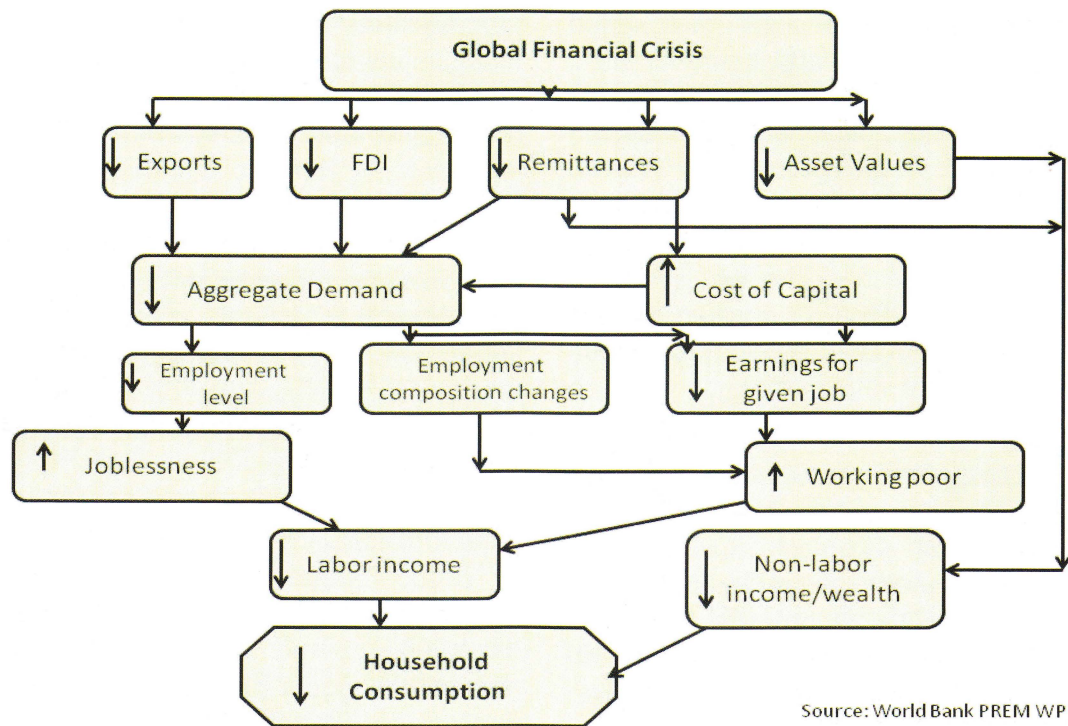 Global Financial Crisis
Exports
FDI
Remittances
Asset Values
Aggregate Demand
Cost of Capital
Employment
level
Employment
composition changes
Earnings for
given job
Joblessness
Working poor
Labor income
Non-labor
income/wealth
Household
Consumption
Source: World Bank PREM WP